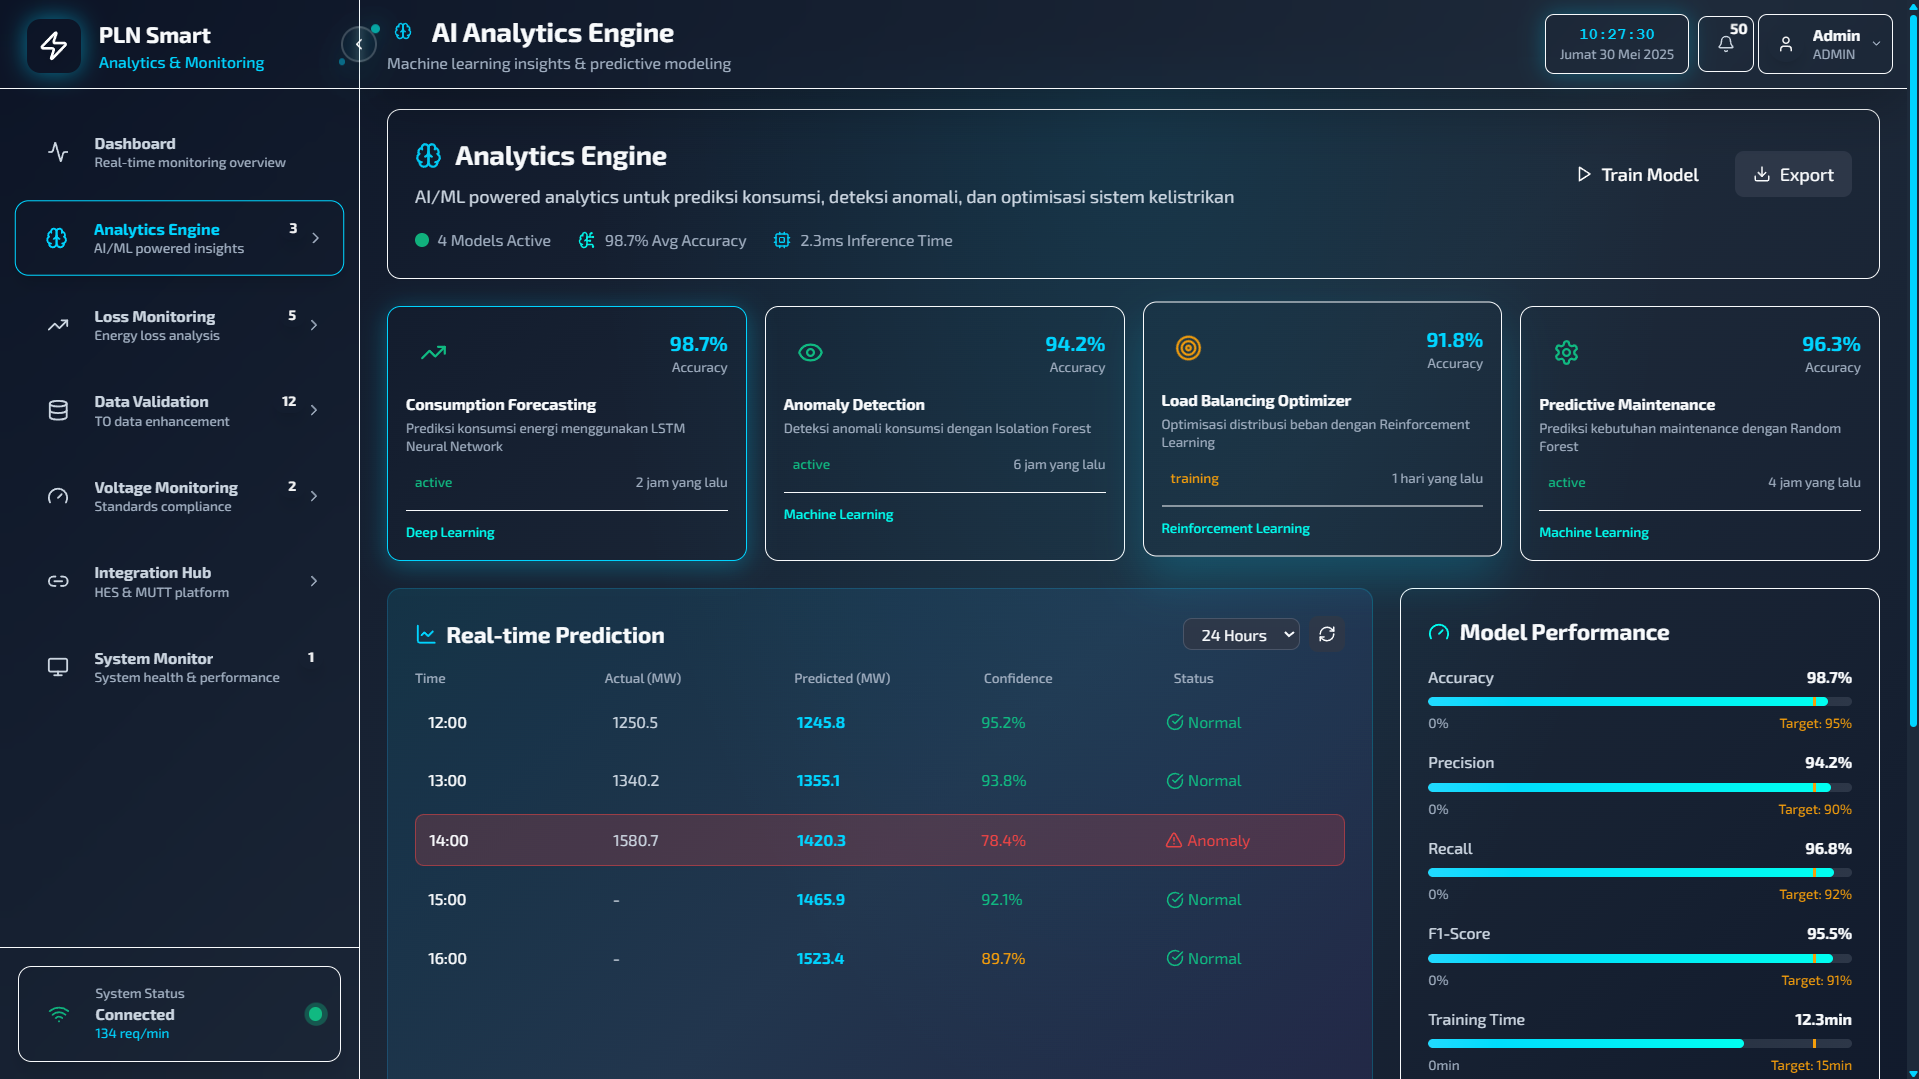 PLN Smart
Analytics & Monitoring
AI Analytics Engine
Machine learning insights & predictive modeling
10:27:30
Jumat 30 Mei 2025
50
Admin
ADMIN
Dashboard
Real-time monitoring overview
Analytics Engine
AI/ML powered insights
3
Loss Monitoring
Energy loss analysis
5
Data Validation
TO data enhancement
12
Voltage Monitoring
Standards compliance
2
Integration Hub
HES & MUTT platform
System Monitor
System health & performance
1
System Status
Connected
134 req/min
Analytics Engine
AI/ML powered analytics untuk prediksi konsumsi, deteksi anomali, dan optimisasi sistem kelistrikan
4 Models Active
98.7% Avg Accuracy
2.3ms Inference Time
Train Model
Export
98.7%
Accuracy
Consumption Forecasting
Prediksi konsumsi energi menggunakan LSTM
Neural Network
active
2 jam yang lalu
Deep Learning
94.2%
Accuracy
Anomaly Detection
Deteksi anomali konsumsi dengan Isolation Forest
active
6 jam yang lalu
Machine Learning
91.8%
Accuracy
Load Balancing Optimizer
Optimisasi distribusi beban dengan Reinforcement
Learning
training
1 hari yang lalu
Reinforcement Learning
96.3%
Accuracy
Predictive Maintenance
Prediksi kebutuhan maintenance dengan Random
Forest
active
4 jam yang lalu
Machine Learning
Real-time Prediction
24 Hours
Time Actual (MW) Predicted (MW) Confidence Status
12:00 1250.5 1245.8 95.2% Normal
13:00 1340.2 1355.1 93.8% Normal
14:00 1580.7 1420.3 78.4% Anomaly
15:00 - 1465.9 92.1% Normal
16:00 - 1523.4 89.7% Normal
Model Performance
Accuracy 98.7%
0% Target: 95%
Precision 94.2%
0% Target: 90%
Recall 96.8%
0% Target: 92%
F1-Score 95.5%
0% Target: 91%
Training Time 12.3min
0min Target: 15min